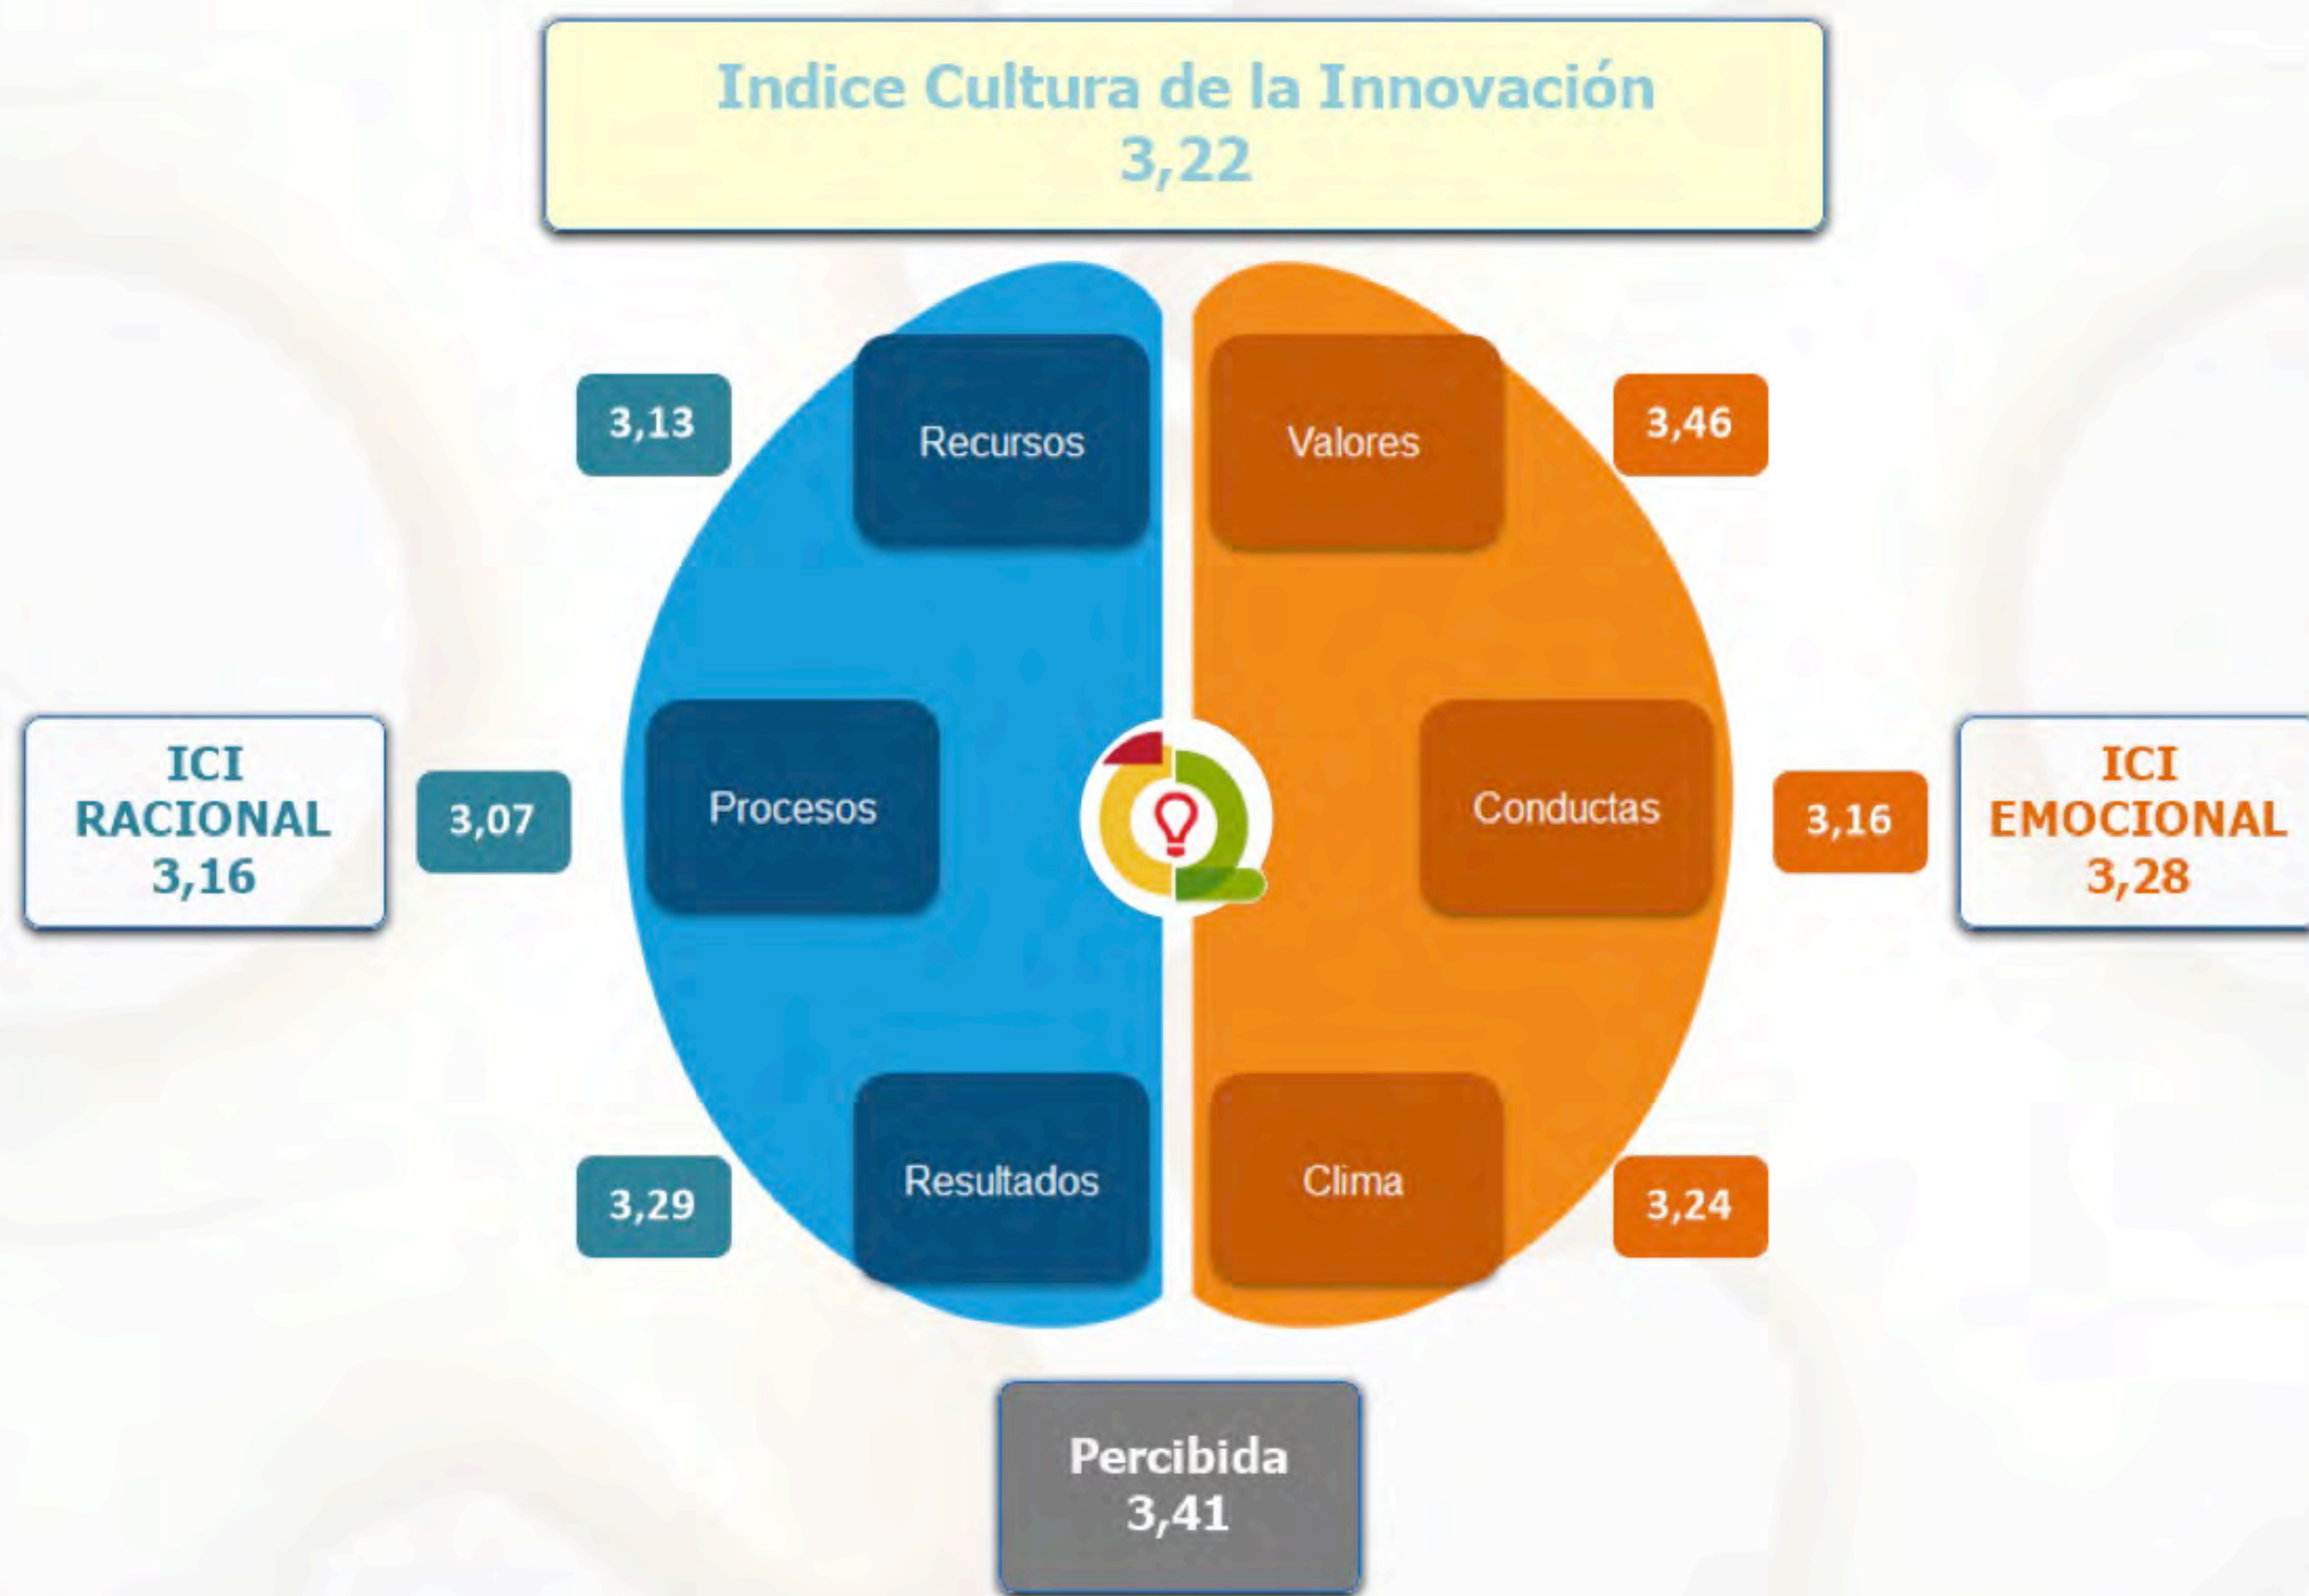 Indice Cultura de la Innovación
3,22
3,13
Recursos
Valores
3,46
ICI
RACIONAL
3,16
3,07
Procesos
Conductas
3,16
ICI
EMOCIONAL
3,28
3,29
Resultados
Clima
3,24
Percibida
3,41